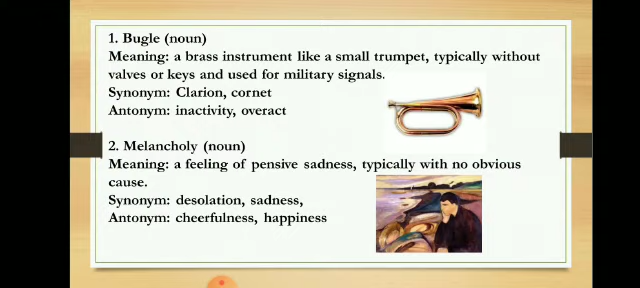 1. Bugle (noun)
Meaning: a brass instrument like a small trumpet, typically without
valves or keys and used for military signals.
Synonym: Clarion, cornet
Antonym: inactivity, overact
2. Melancholy (noun)
Meaning: a feeling of pensive sadness, typically with no obvious
cause.
Synonym: desolation, sadness,
Antonym: cheerfulness, happiness